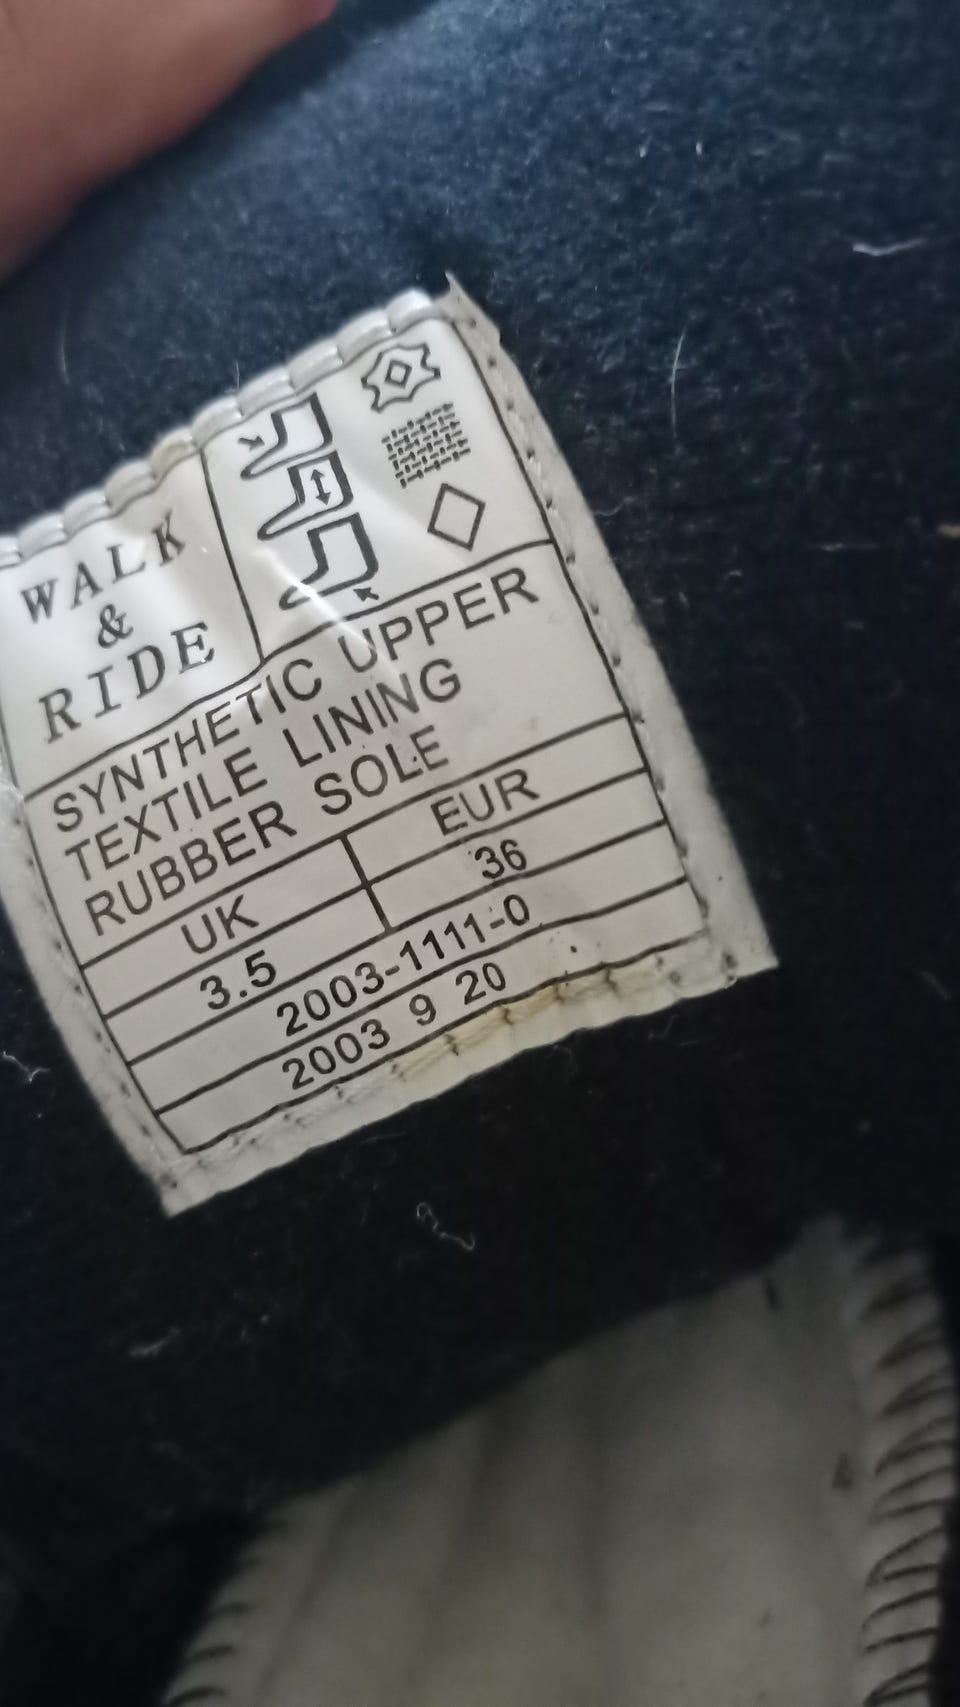 WALK
&
RIDE
SYNTHETIC UPPER
TEXTILE LINING
RUBBER SOLE
UK EUR
3.5 36
2003-1111-0
2003 9 20